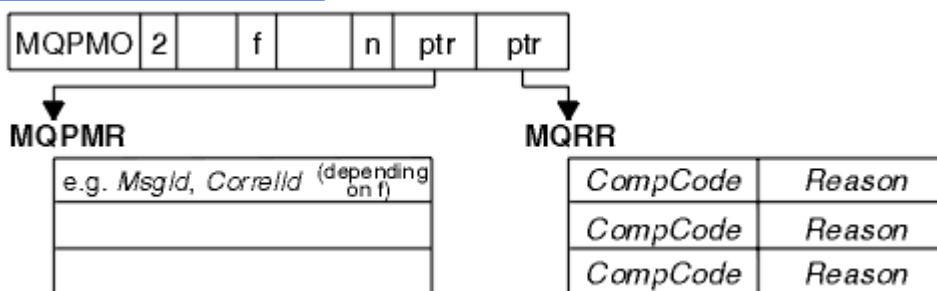 MQPMO 2 f n ptr ptr
MQPMR MQRR
e.g. MsgId, CorrelId (depending on f) CompCode Reason
CompCode Reason
CompCode Reason